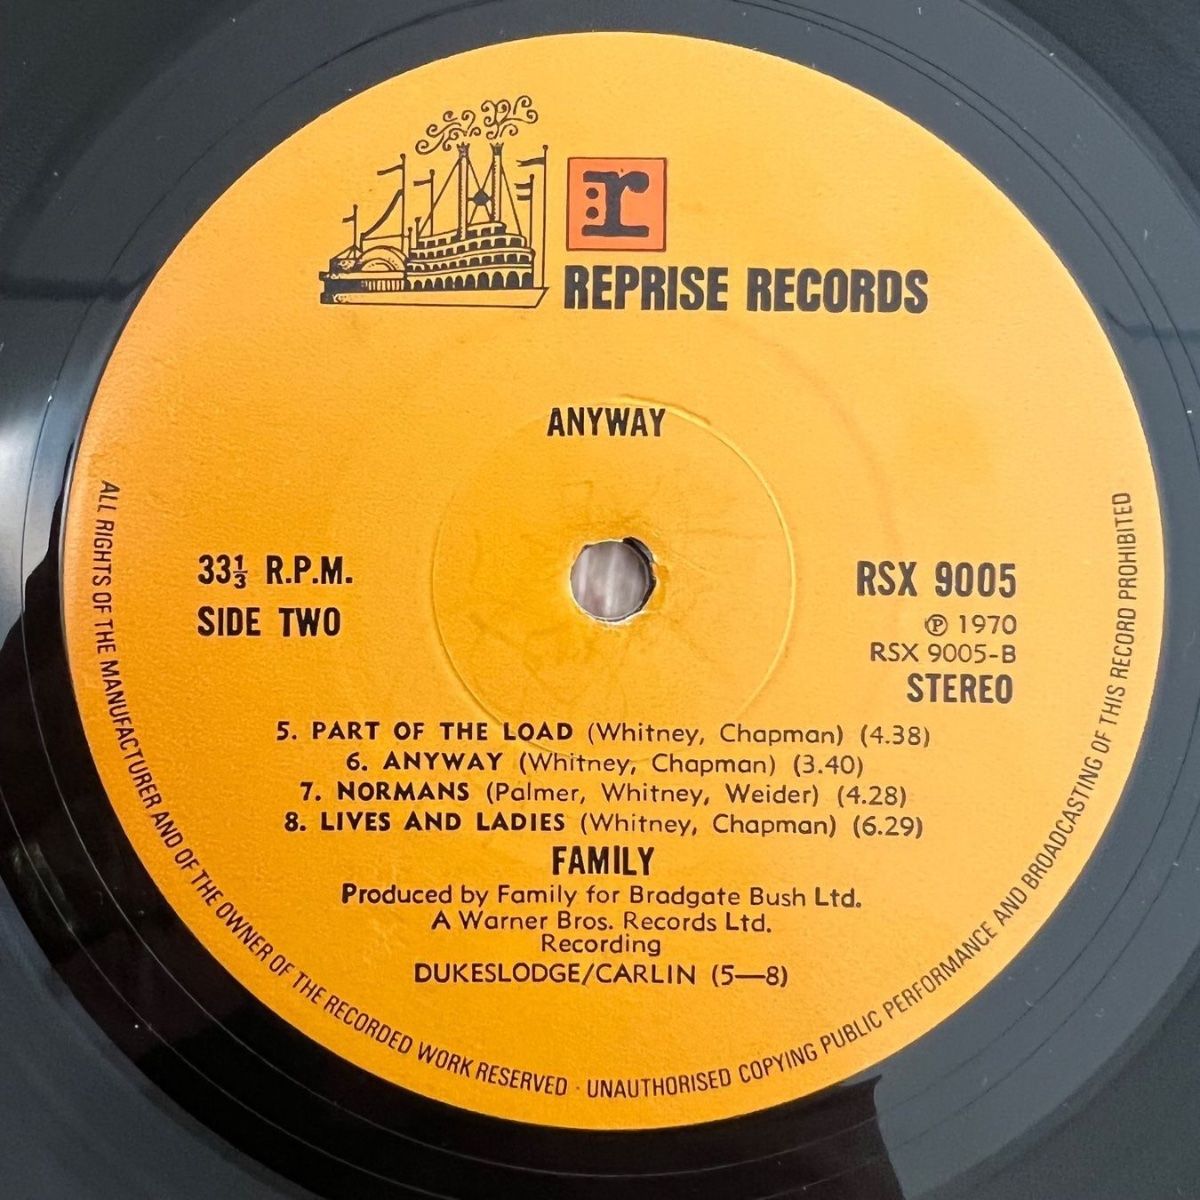 r
REPRISE RECORDS
ANYWAY
33⅓ R.P.M.
SIDE TWO
RSX 9005
℗ 1970
RSX 9005-B
STEREO
5. PART OF THE LOAD (Whitney, Chapman) (4.38)
6. ANYWAY (Whitney, Chapman) (3.40)
7. NORMANS (Palmer, Whitney, Weider) (4.28)
8. LIVES AND LADIES (Whitney, Chapman) (6.29)
FAMILY
Produced by Family for Bradgate Bush Ltd.
A Warner Bros. Records Ltd.
Recording
DUKESLODGE/CARLIN (5—8)
ALL RIGHTS OF THE MANUFACTURER AND OF THE OWNER OF THE RECORDED WORK RESERVED · UNAUTHORISED COPYING PUBLIC PERFORMANCE AND BROADCASTING OF THIS RECORD PROHIBITED